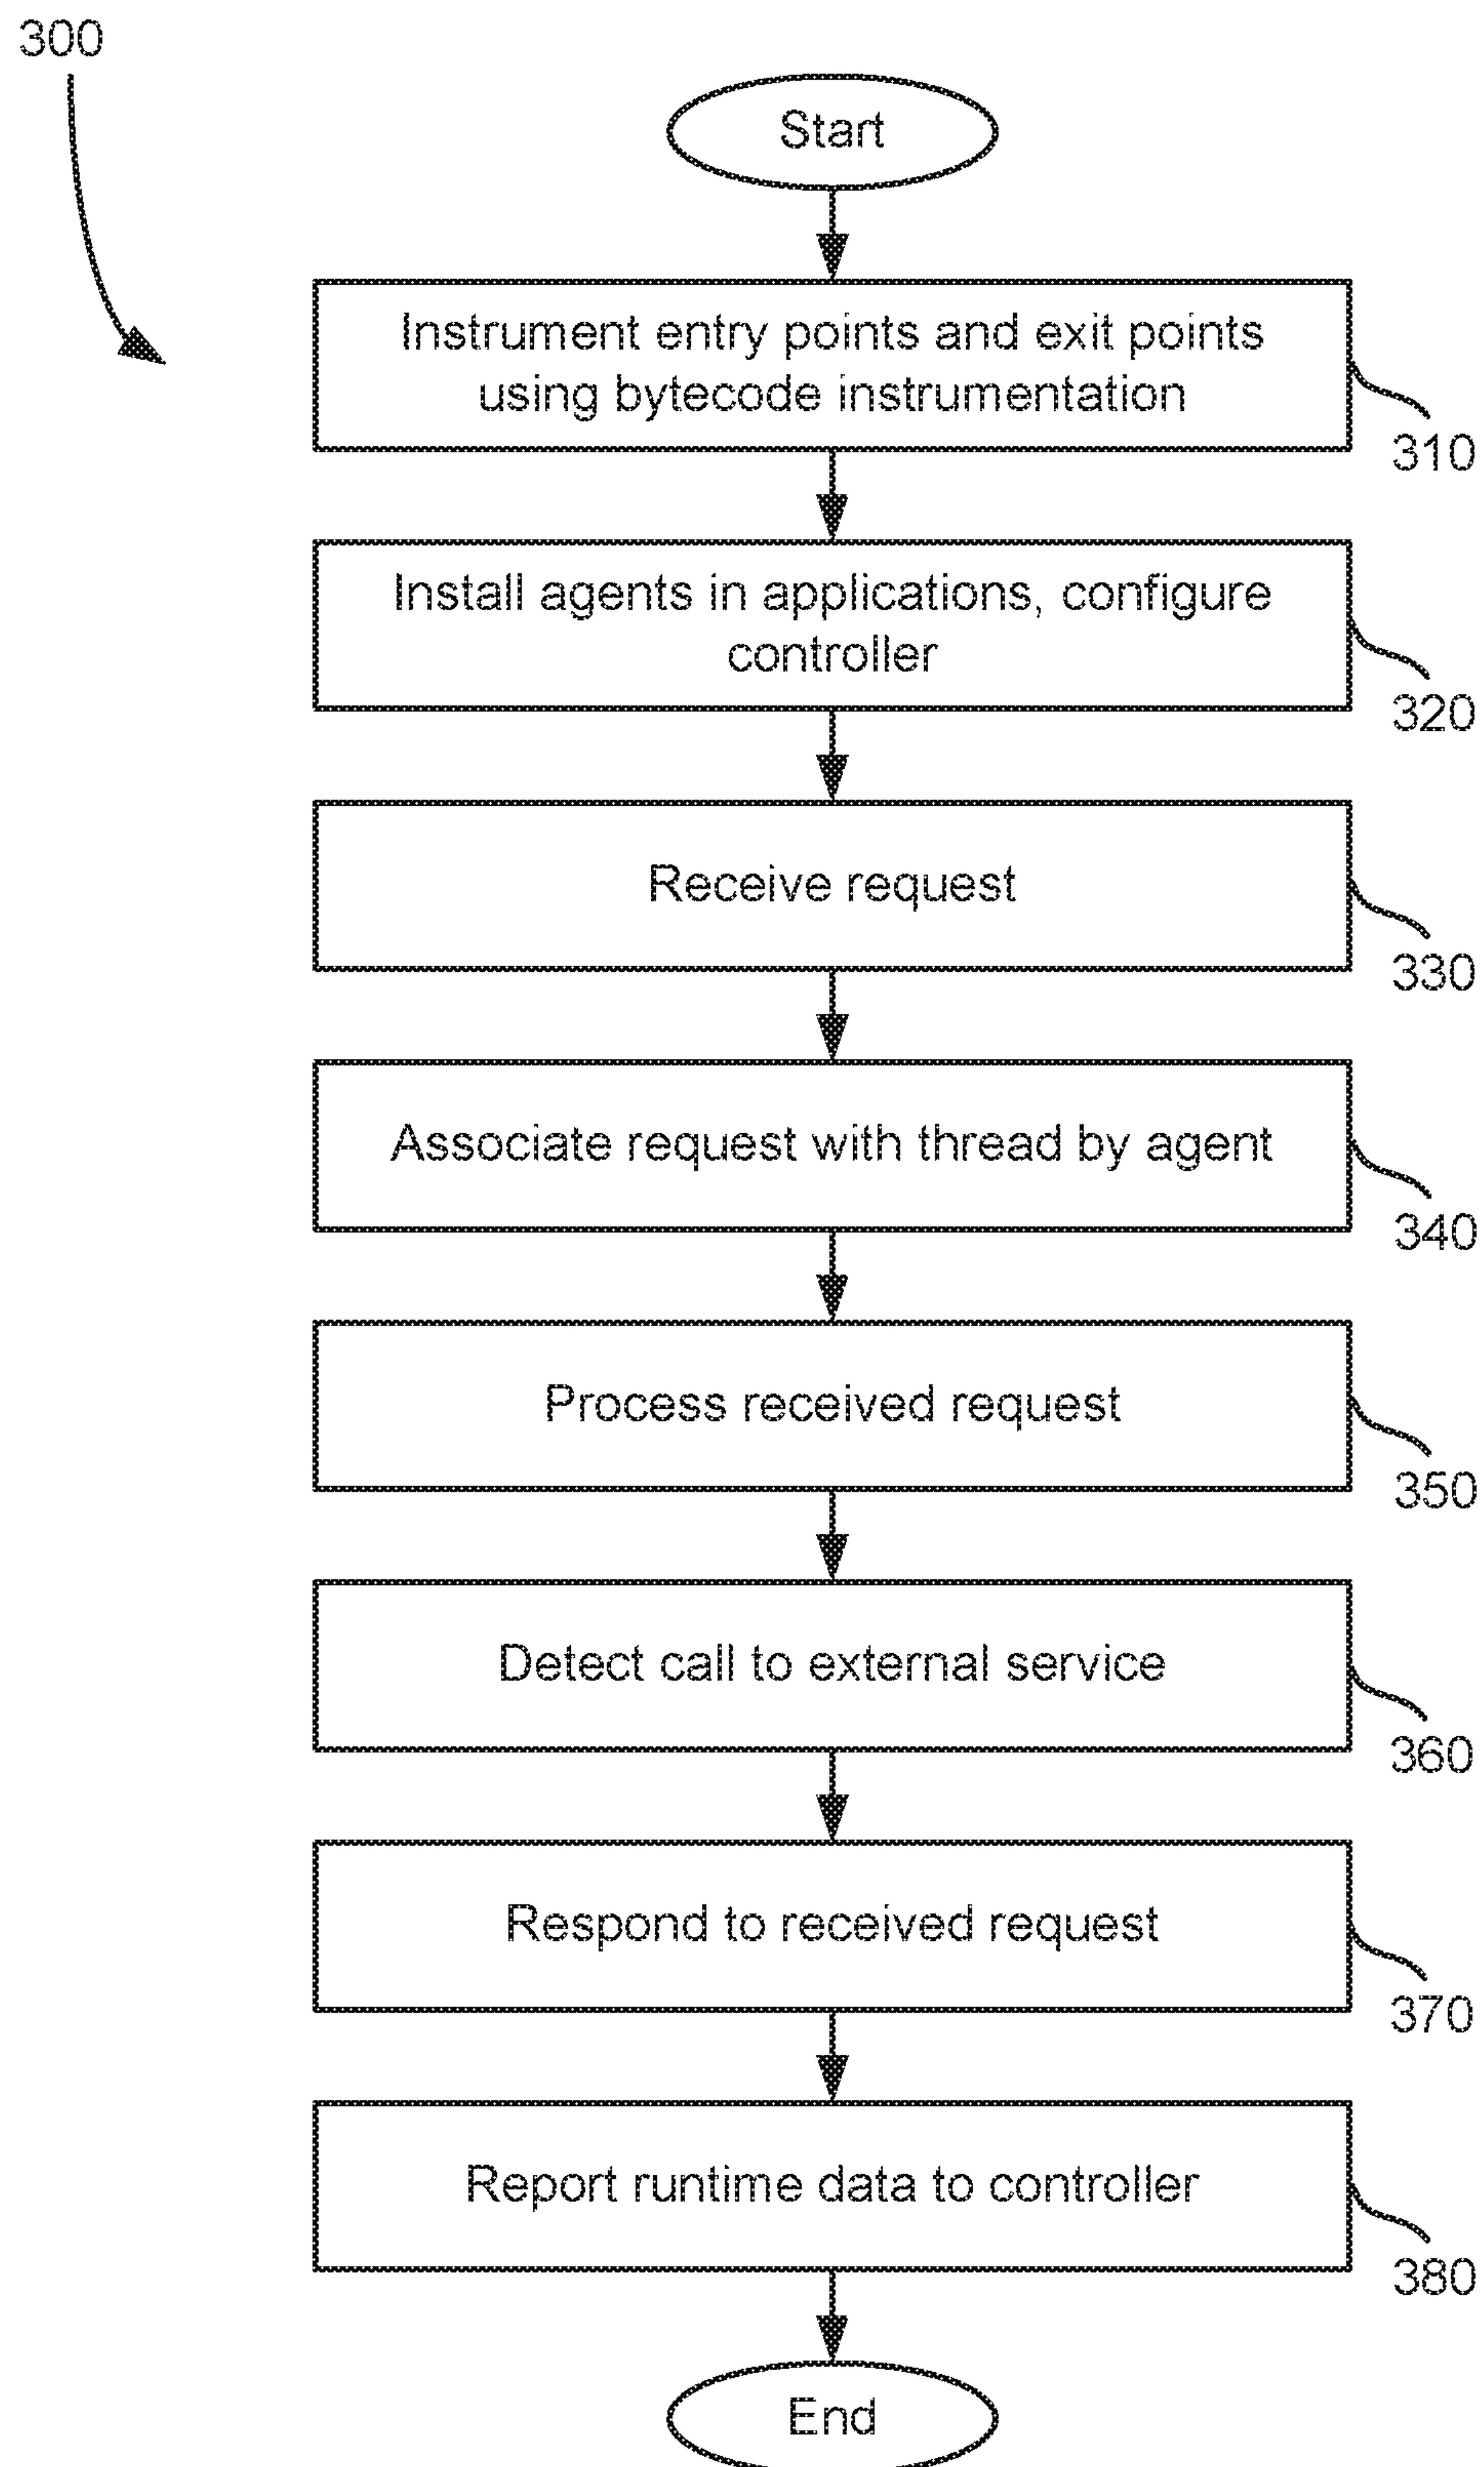 300
Start
Instrument entry points and exit points
using bytecode instrumentation
310
Install agents in applications, configure
controller
320
Receive request
330
Associate request with thread by agent
340
Process received request
350
Detect call to external service
360
Respond to received request
370
Report runtime data to controller
380
End